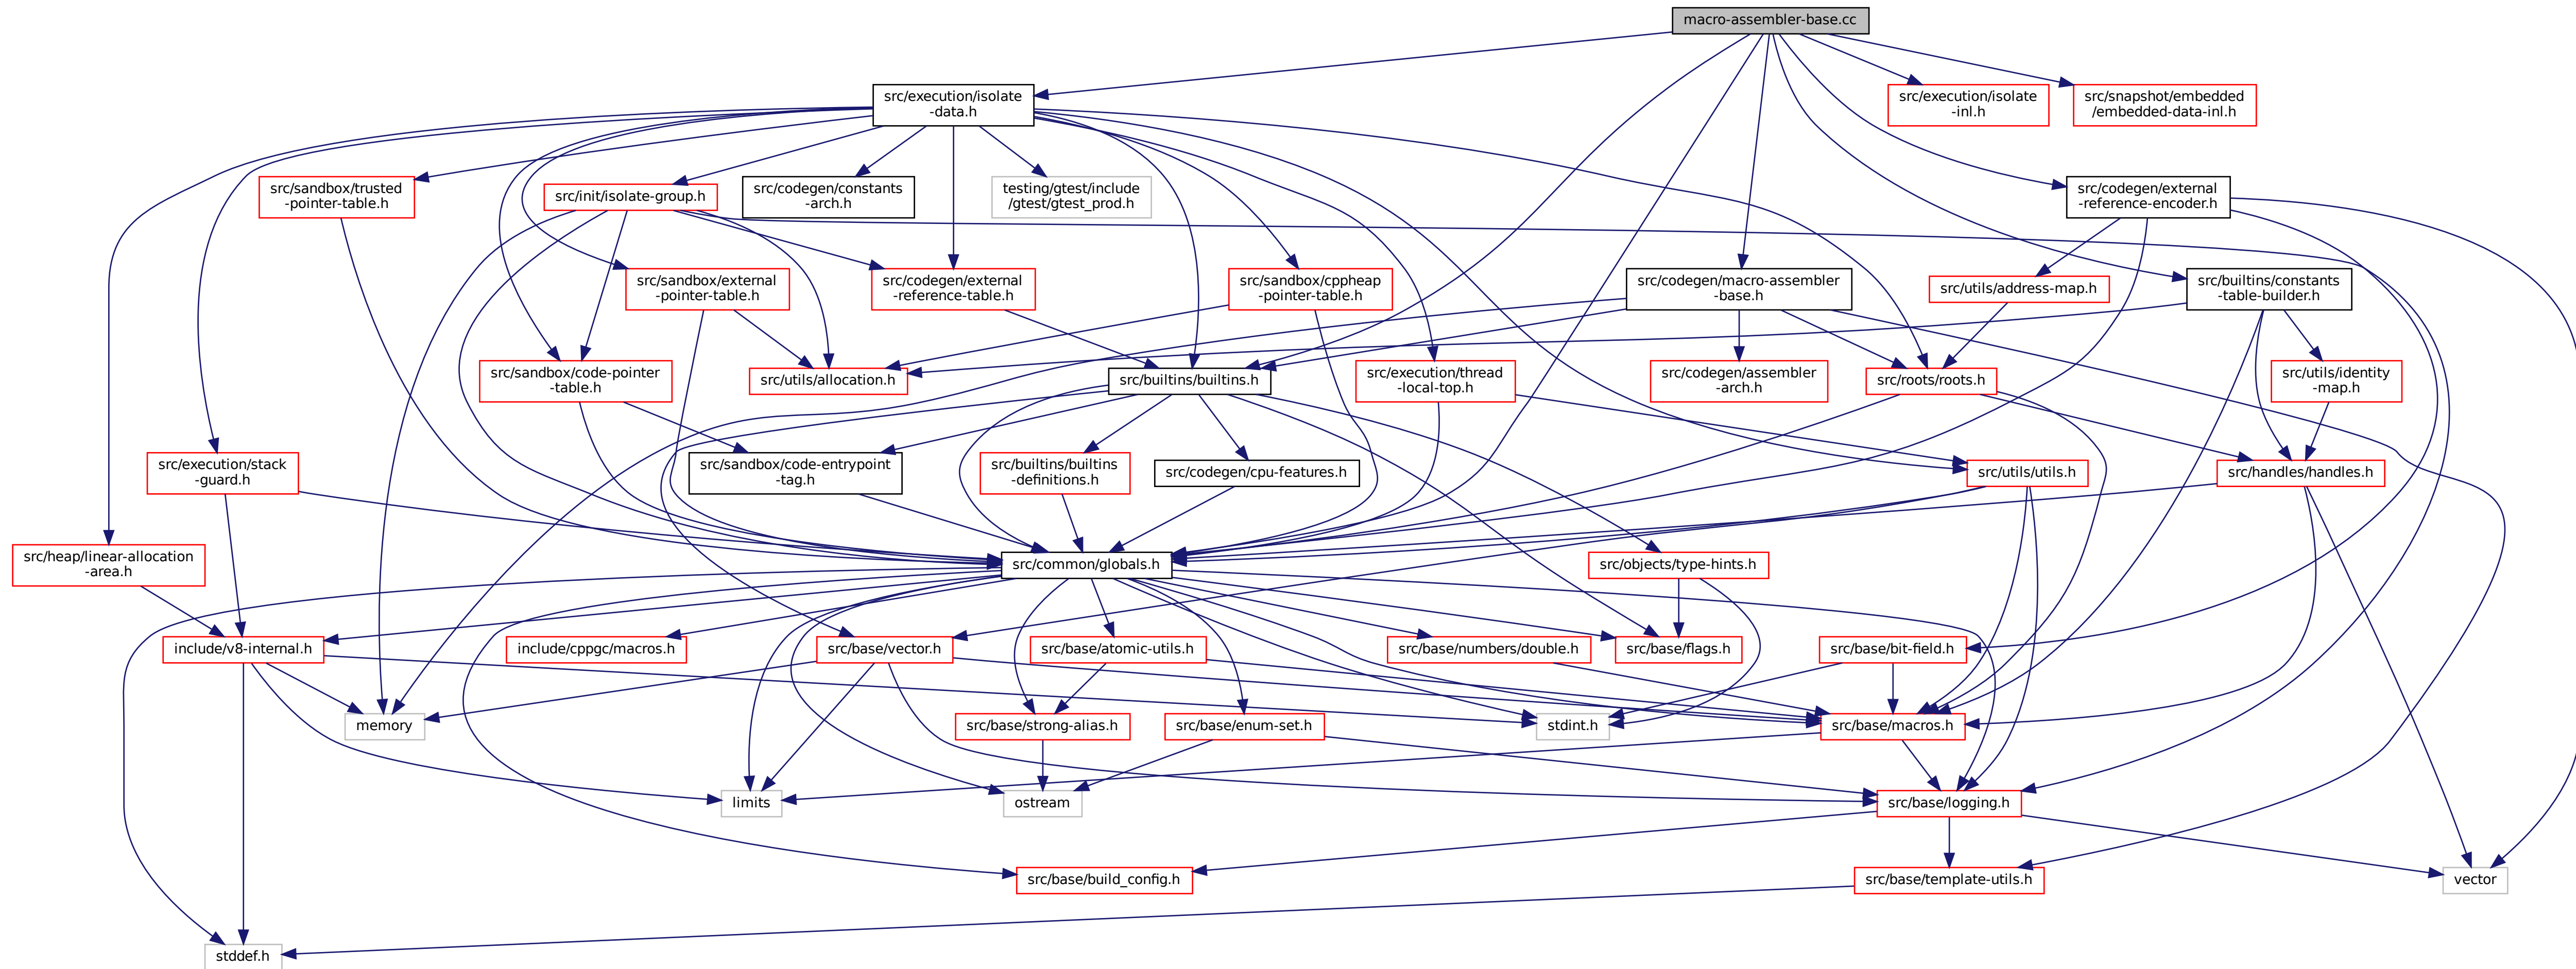 macro-assembler-base.cc
src/execution/isolate
-data.h
src/execution/isolate
-inl.h
src/snapshot/embedded
/embedded-data-inl.h
src/sandbox/trusted
-pointer-table.h
src/init/isolate-group.h
src/codegen/constants
-arch.h
testing/gtest/include
/gtest/gtest_prod.h
src/codegen/external
-reference-encoder.h
src/sandbox/external
-pointer-table.h
src/codegen/external
-reference-table.h
src/sandbox/cppheap
-pointer-table.h
src/codegen/macro-assembler
-base.h
src/utils/address-map.h
src/builtins/constants
-table-builder.h
src/sandbox/code-pointer
-table.h
src/utils/allocation.h
src/builtins/builtins.h
src/execution/thread
-local-top.h
src/codegen/assembler
-arch.h
src/roots/roots.h
src/utils/identity
-map.h
src/execution/stack
-guard.h
src/sandbox/code-entrypoint
-tag.h
src/builtins/builtins
-definitions.h
src/codegen/cpu-features.h
src/utils/utils.h
src/handles/handles.h
src/heap/linear-allocation
-area.h
src/common/globals.h
src/objects/type-hints.h
include/v8-internal.h
include/cppgc/macros.h
src/base/vector.h
src/base/atomic-utils.h
src/base/numbers/double.h
src/base/flags.h
src/base/bit-field.h
memory
src/base/strong-alias.h
src/base/enum-set.h
stdint.h
src/base/macros.h
limits
ostream
src/base/logging.h
src/base/build_config.h
src/base/template-utils.h
vector
stddef.h